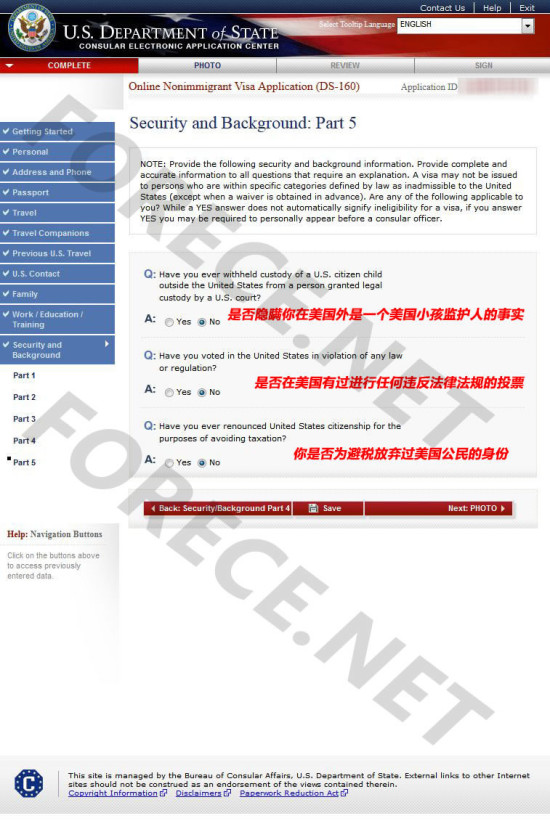 Contact Us | Help | Exit
U.S. DEPARTMENT of STATE
CONSULAR ELECTRONIC APPLICATION CENTER
Select Tooltip Language ENGLISH
COMPLETE PHOTO REVIEW SIGN
Online Nonimmigrant Visa Application (DS-160) Application ID
Security and Background: Part 5
Getting Started
Personal
Address and Phone
Passport
Travel
Travel Companions
Previous U.S. Travel
U.S. Contact
Family
Work / Education /
Training
Security and
Background
Part 1
Part 2
Part 3
Part 4
Part 5
NOTE: Provide the following security and background information. Provide complete and
accurate information to all questions that require an explanation. A visa may not be issued
to persons who are within specific categories defined by law as inadmissible to the United
States (except when a waiver is obtained in advance). Are any of the following applicable to
you? While a YES answer does not automatically signify ineligibility for a visa, if you answer
YES you may be required to personally appear before a consular officer.
Q: Have you ever withheld custody of a U.S. citizen child
outside the United States from a person granted legal
custody by a U.S. court?
A: Yes No
是否隐瞒你在美国外是一个美国小孩监护人的事实
Q: Have you voted in the United States in violation of any law
or regulation?
A: Yes No
是否在美国有过进行任何违反法律法规的投票
Q: Have you ever renounced United States citizenship for the
purposes of avoiding taxation?
A: Yes No
你是否为避税放弃过美国公民的身份
Back: Security/Background Part 4 Save Next: PHOTO
Help: Navigation Buttons
Click on the buttons above
to access previously
entered data.
FORECE.NET
FORECE.NET
This site is managed by the Bureau of Consular Affairs, U.S. Department of State. External links to other Internet
sites should not be construed as an endorsement of the views contained therein.
Copyright Information Disclaimers Paperwork Reduction Act